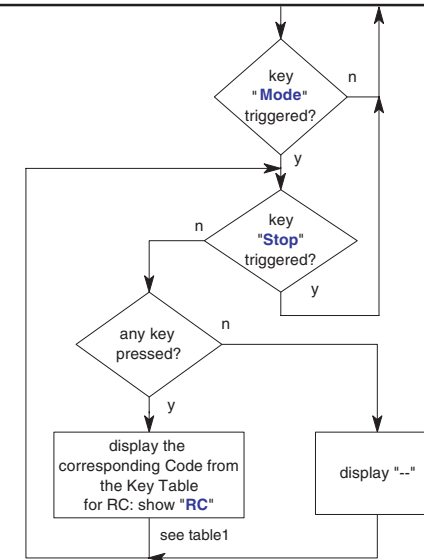 key
"Mode"
triggered?
n
y
key
"Stop"
triggered?
n
y
any key
pressed?
n
y
display the
corresponding Code from
the Key Table
for RC: show "RC"
display "--"
see table1